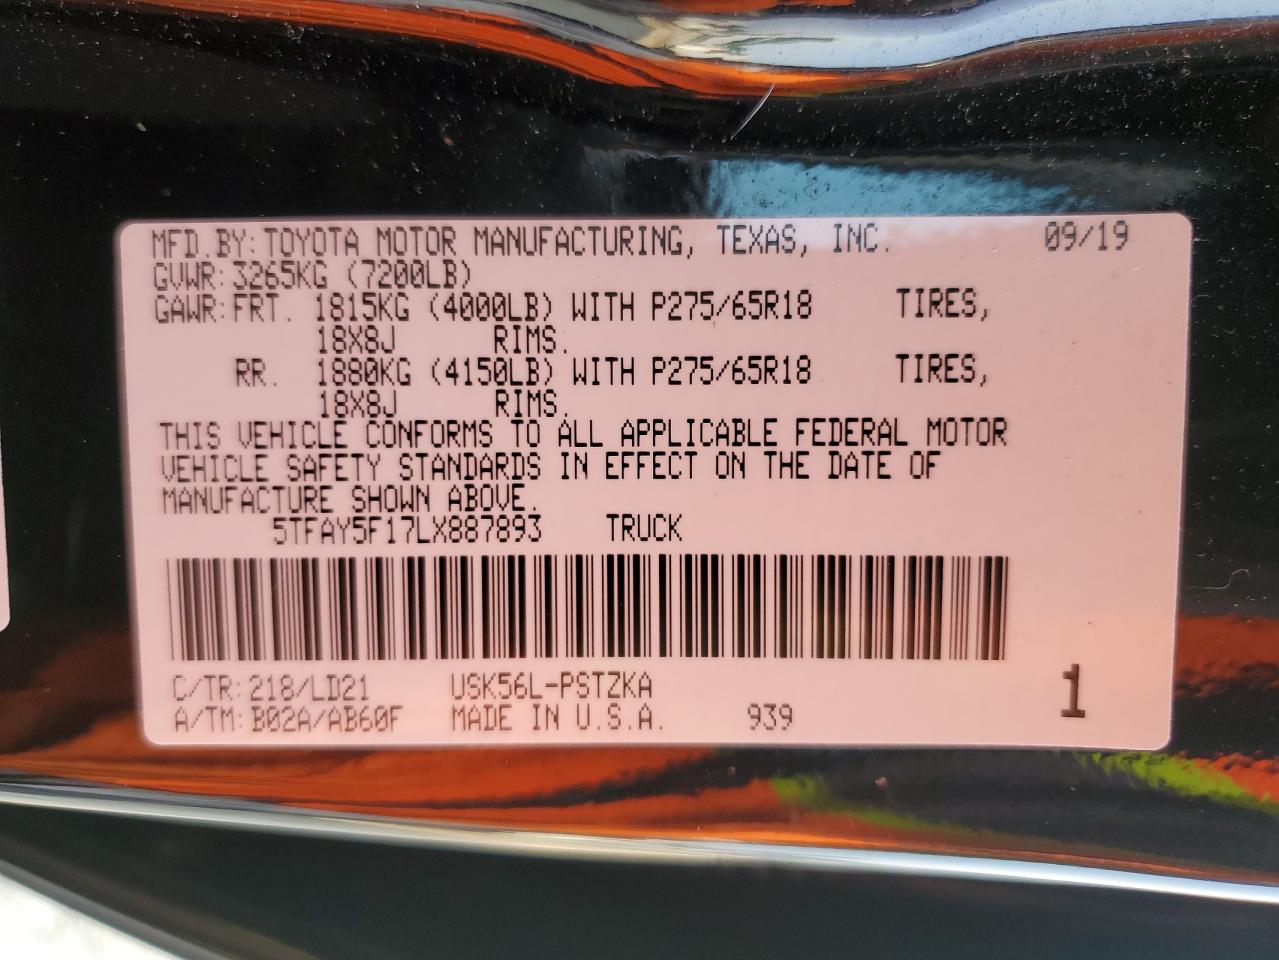 MFD.BY:TOYOTA MOTOR MANUFACTURING, TEXAS, INC. 09/19
GVWR:3265KG (7200LB)
GAWR:FRT. 1815KG (4000LB) WITH P275/65R18 TIRES,
18X8J RIMS.
RR. 1880KG (4150LB) WITH P275/65R18 TIRES,
18X8J RIMS.
THIS VEHICLE CONFORMS TO ALL APPLICABLE FEDERAL MOTOR
VEHICLE SAFETY STANDARDS IN EFFECT ON THE DATE OF
MANUFACTURE SHOWN ABOVE.
5TFAY5F17LX887893 TRUCK
C/TR:218/LD21 USK56L-PSTZKA
A/TM:B02A/AB60F MADE IN U.S.A. 939
1